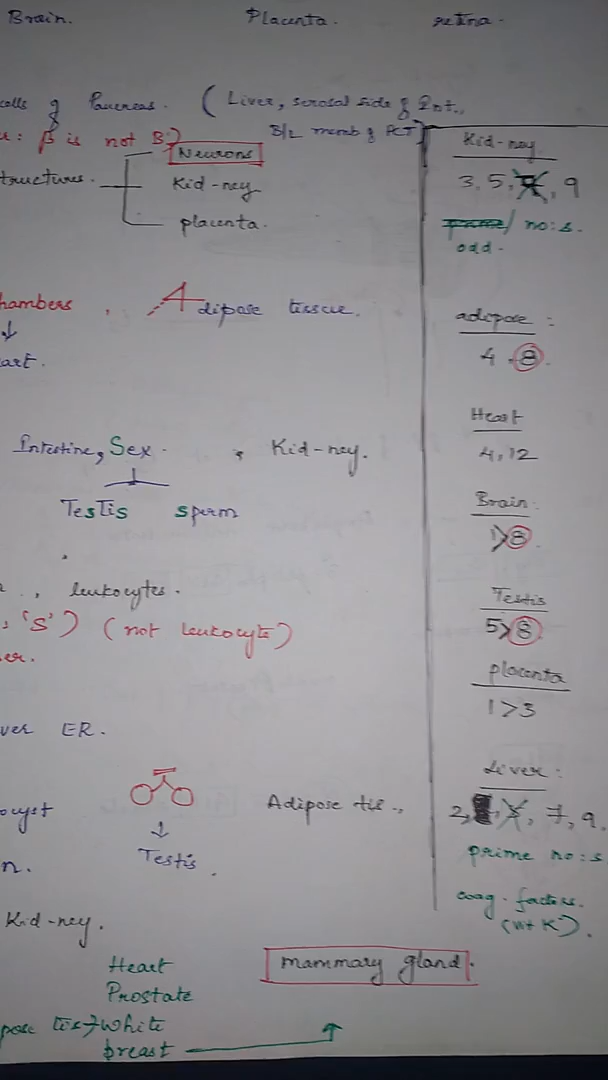 Brain. Placenta. retina.
cells of Pancreas. (Liver, serosal side of Int.,
B/L memb of PCT)
: β is not B.)
Neurons
tructures. Kid-ney
placenta.
hambers , Adipose tissue.
art.
Intestine, Sex. , Kid-ney.
Testis sperm
., leukocytes.
, 'S') (not leukocyte)
er.
ver ER.
ocyst Adipose tis..,
n. Testis.
Kid-ney.
Heart mammary gland.
Prostate
pose tis→white
breast
Kid-ney
3, 5, 9
no:s.
odd.
adipose :
4, 8
Heart
4, 12
Brain:
1>8
Testis
5>8
placenta
1>3
Liver:
2, 7, 9.
prime no:s
coag. factors.
(vit K).